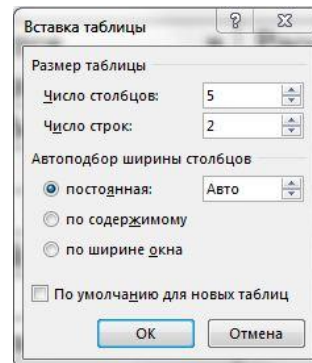 Вставка таблицы
Размер таблицы
Число столбцов: 5
Число строк: 2
Автоподбор ширины столбцов
постоянная: Авто
по содержимому
по ширине окна
По умолчанию для новых таблиц
ОК Отмена